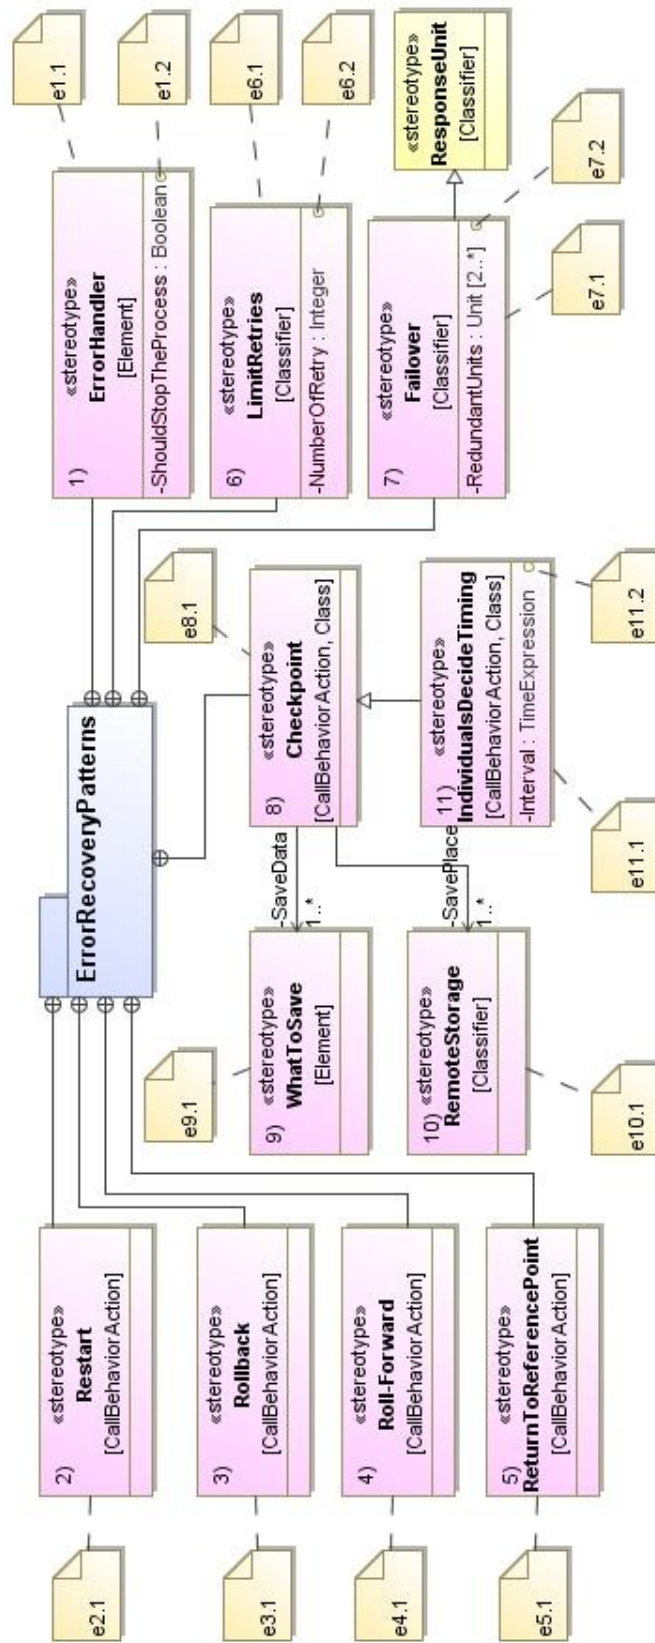 ErrorRecoveryPatterns
e2.1
2)
«stereotype»
Restart
[CallBehaviorAction]
e3.1
3)
«stereotype»
Rollback
[CallBehaviorAction]
e4.1
4)
«stereotype»
Roll-Forward
[CallBehaviorAction]
e5.1
5)
«stereotype»
ReturnToReferencePoint
[CallBehaviorAction]
e9.1
9)
«stereotype»
WhatToSave
[Element]
10)
«stereotype»
RemoteStorage
[Classifier]
e10.1
-SaveData
1..*
-SavePlace
1..*
e8.1
8)
«stereotype»
Checkpoint
[CallBehaviorAction, Class]
11)
«stereotype»
IndividualsDecideTiming
[CallBehaviorAction, Class]
-Interval : TimeExpression
e11.1
e11.2
e1.1
e1.2
1)
«stereotype»
ErrorHandler
[Element]
-ShouldStopTheProcess : Boolean
e6.1
e6.2
6)
«stereotype»
LimitRetries
[Classifier]
-NumberOfRetry : Integer
7)
«stereotype»
Failover
[Classifier]
-RedundantUnits : Unit [2..*]
e7.1
e7.2
«stereotype»
ResponseUnit
[Classifier]